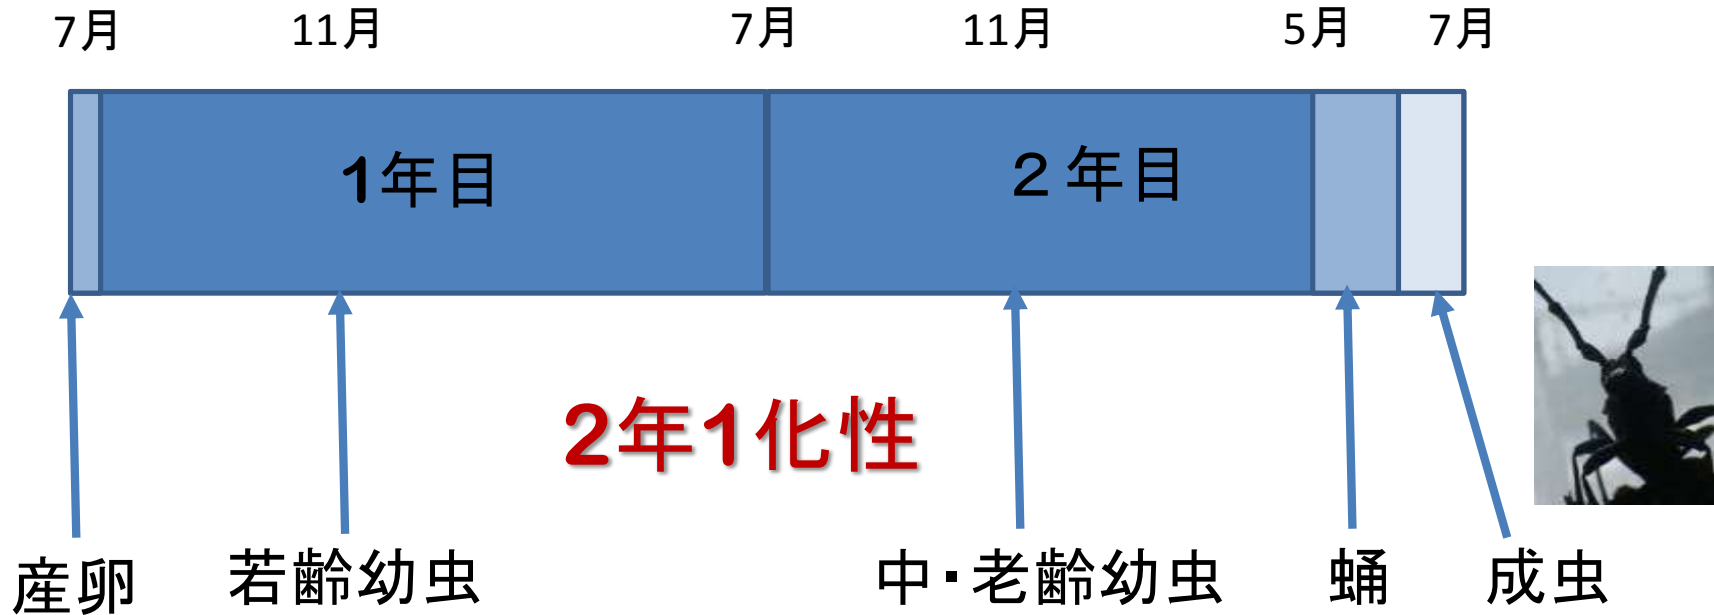 7月 11月 7月 11月 5月 7月
1年目 ２年目
2年1化性
産卵 若齢幼虫 中・老齢幼虫 蛹 成虫